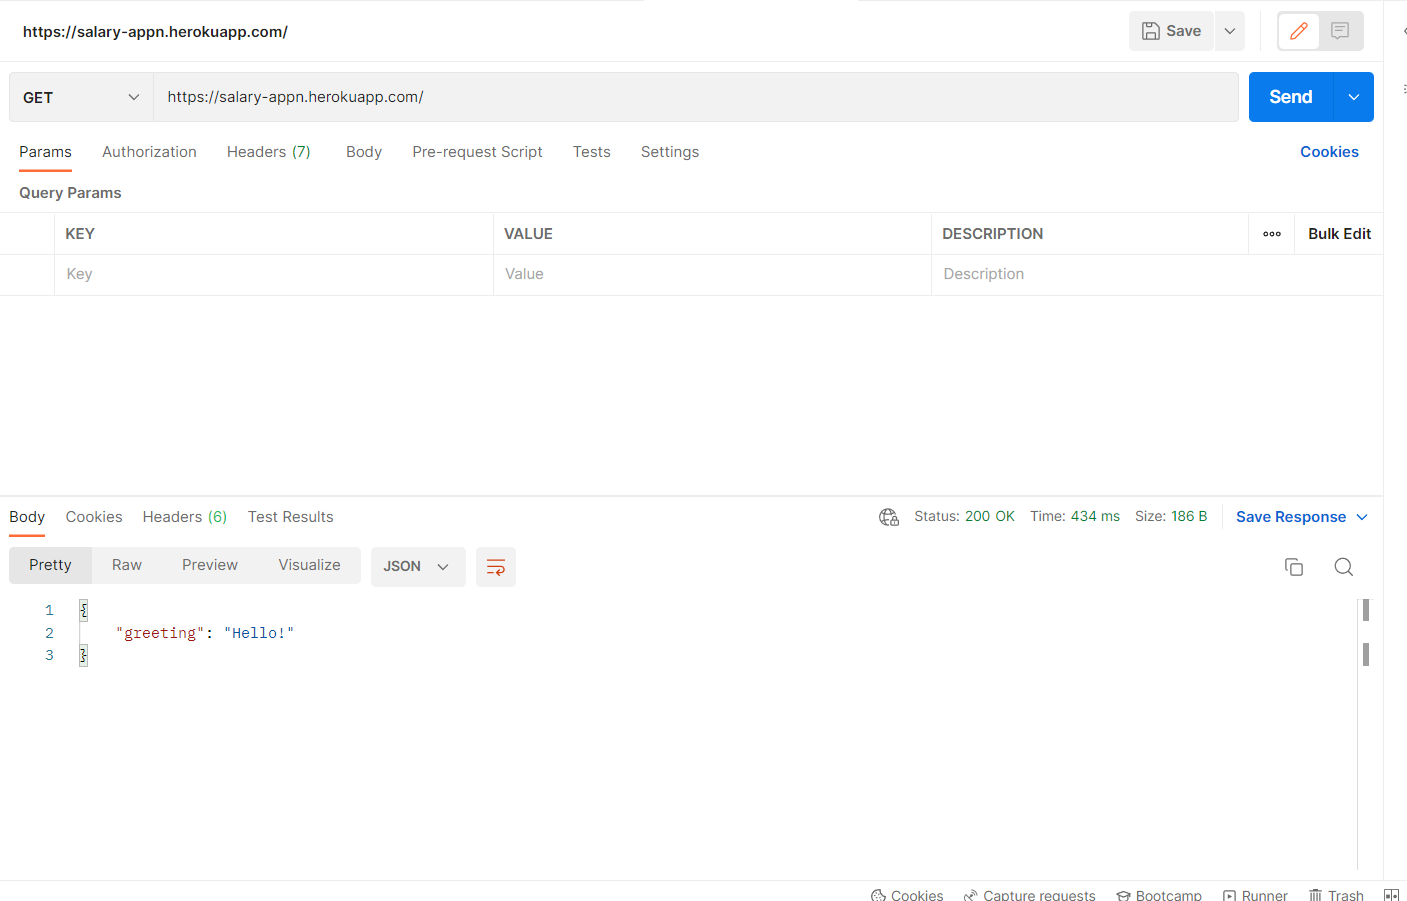 https://salary-appn.herokuapp.com/
Save
GET
https://salary-appn.herokuapp.com/
Send
Params Authorization Headers (7) Body Pre-request Script Tests Settings Cookies
Query Params
KEY VALUE DESCRIPTION Bulk Edit
Key Value Description
Body Cookies Headers (6) Test Results Status: 200 OK Time: 434 ms Size: 186 B Save Response
Pretty Raw Preview Visualize JSON
1 {
2 "greeting": "Hello!"
3 }
Cookies Capture requests Bootcamp Runner Trash